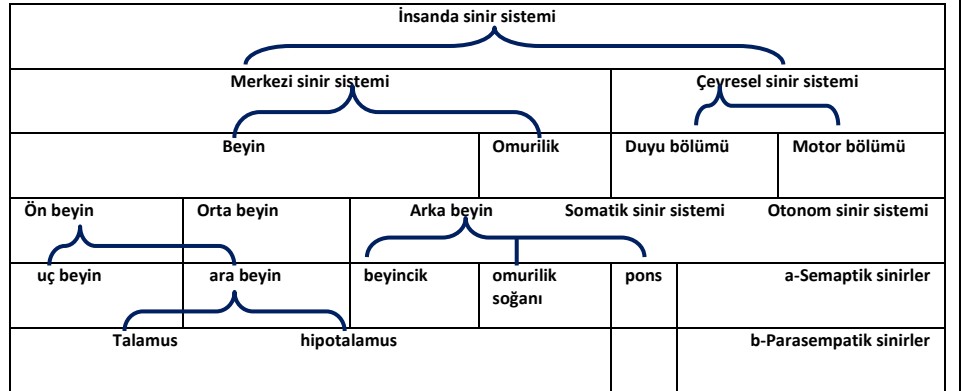 İnsanda sinir sistemi
Merkezi sinir sistemi Çevresel sinir sistemi
Beyin Omurilik Duyu bölümü Motor bölümü
Ön beyin Orta beyin Arka beyin Somatik sinir sistemi Otonom sinir sistemi
uç beyin ara beyin beyincik omurilik soğanı pons a-Semaptik sinirler
Talamus hipotalamus b-Parasempatik sinirler